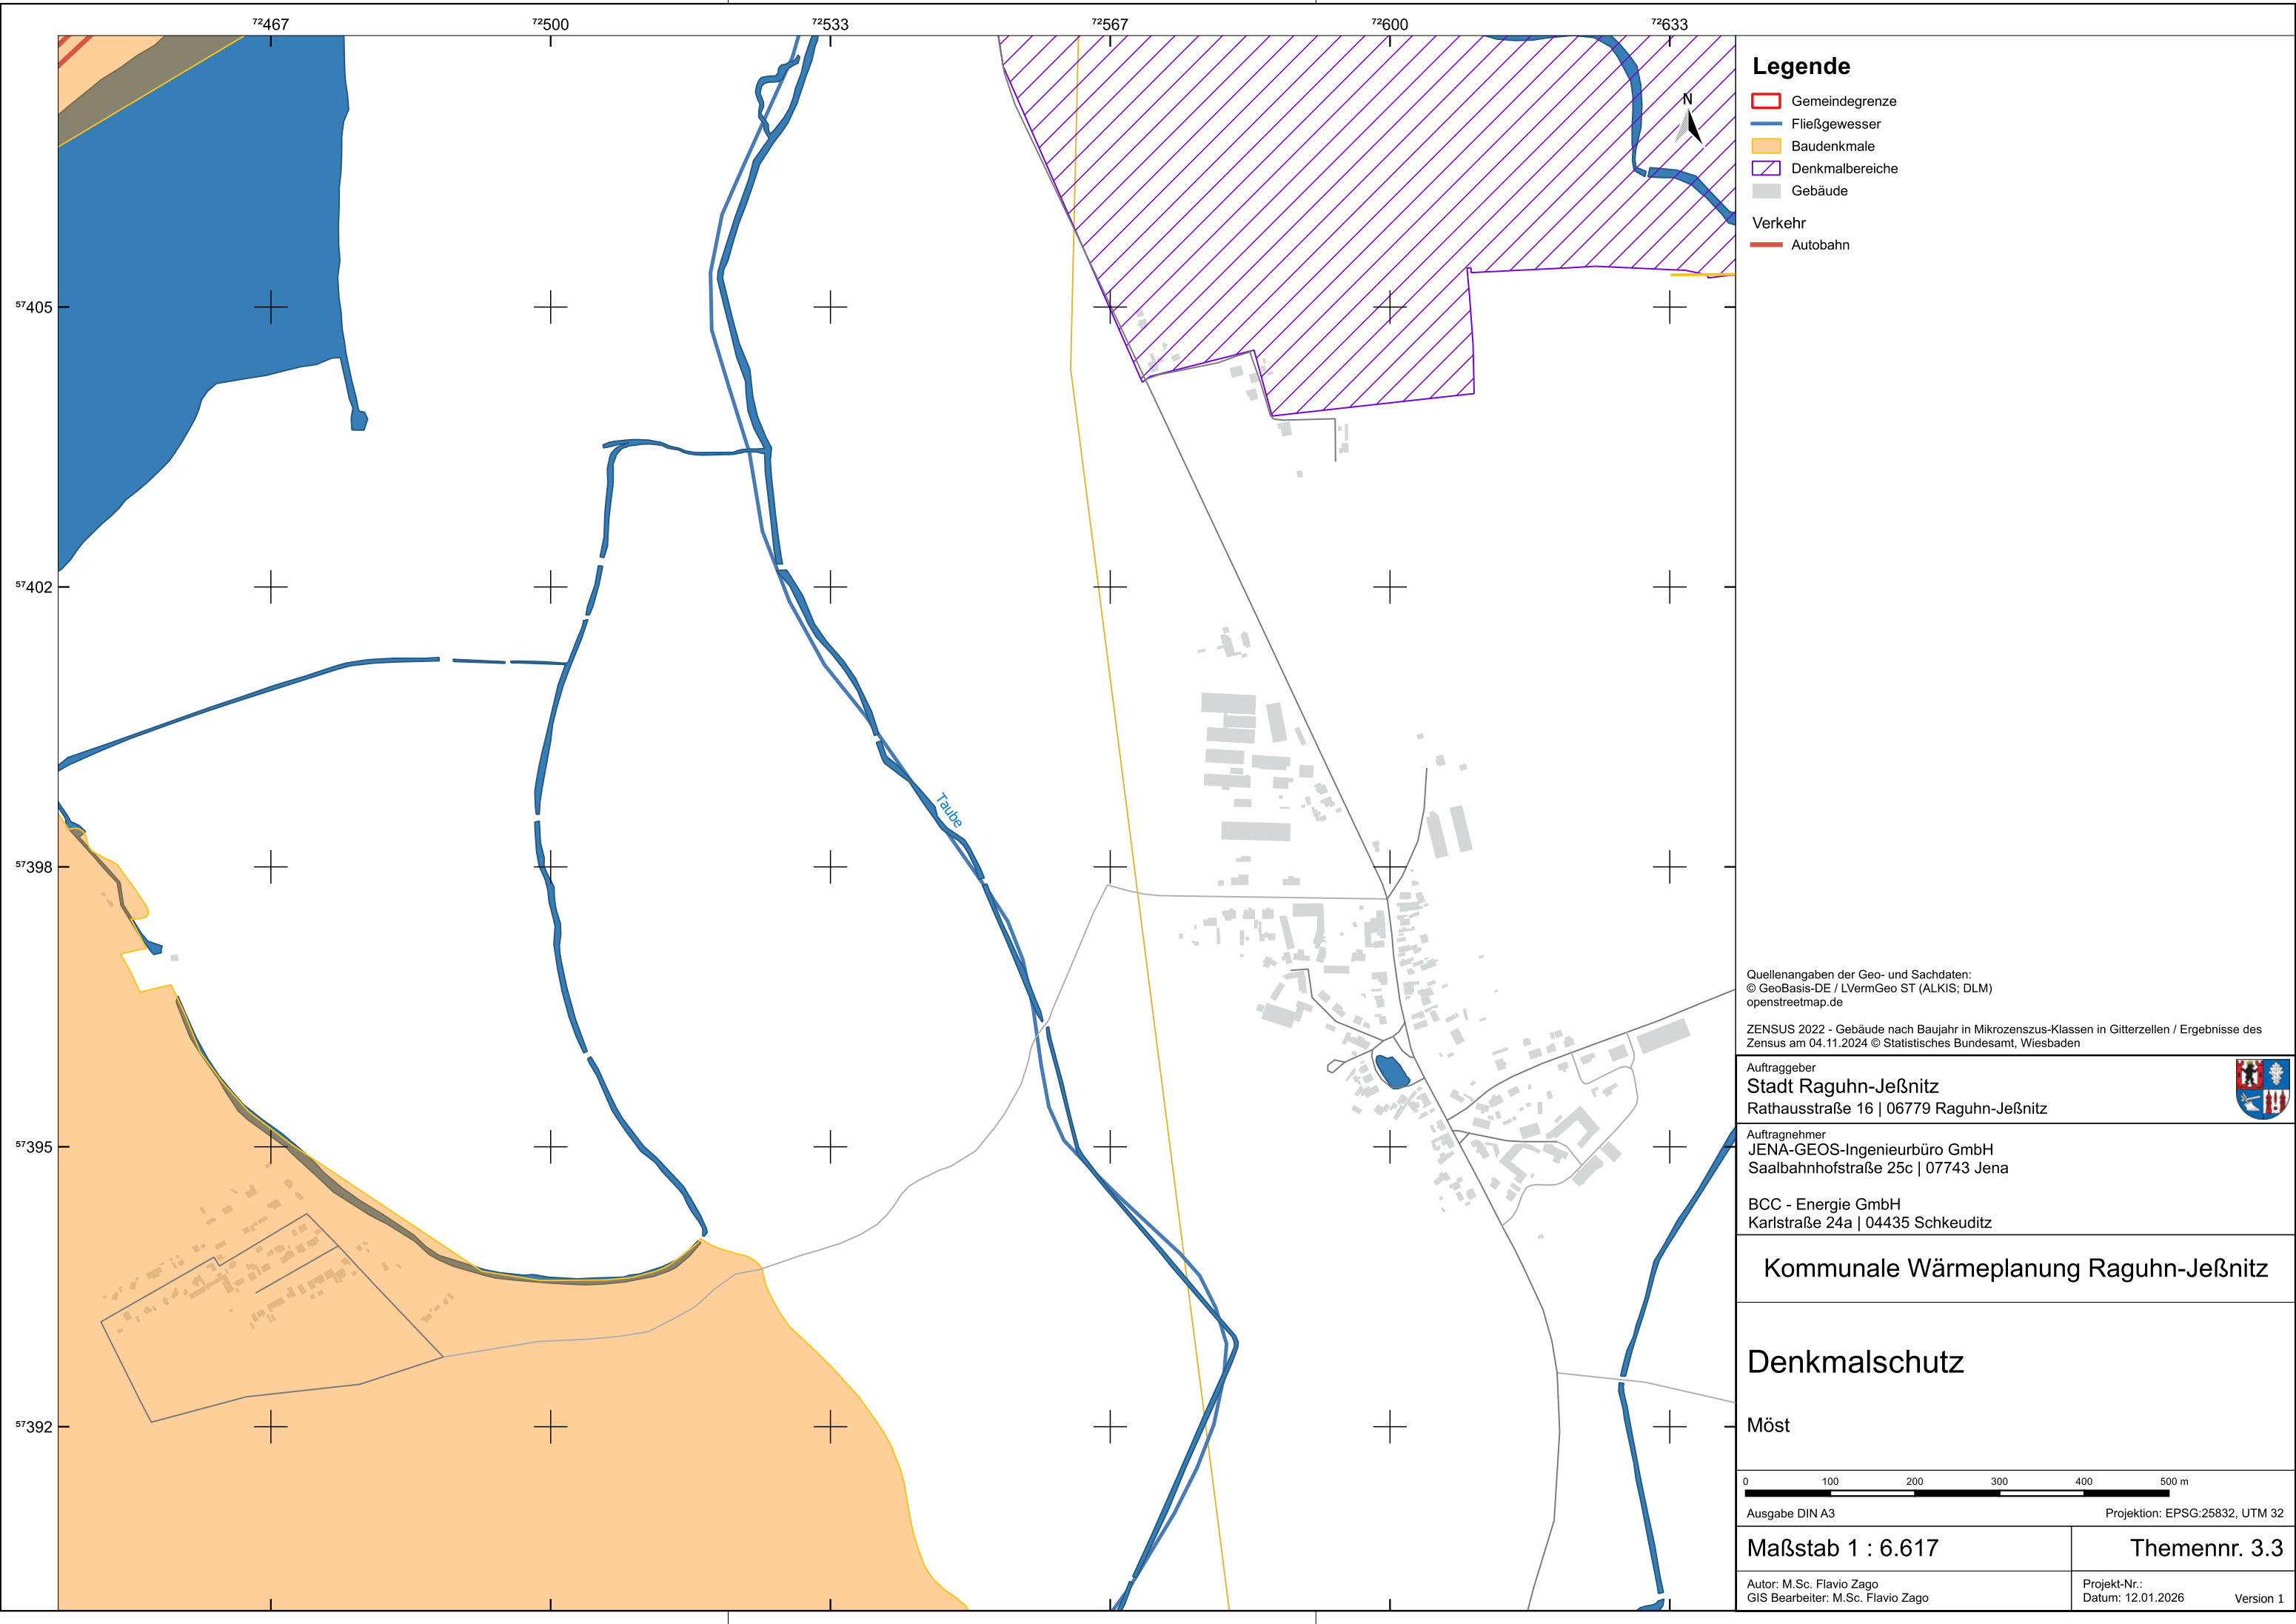 72467 72500 72533 72567 72600 72633
57405
57402
57398
57395
57392
Taube
N
Legende
Gemeindegrenze
Fließgewesser
Baudenkmale
Denkmalbereiche
Gebäude
Verkehr
Autobahn
Quellenangaben der Geo- und Sachdaten:
© GeoBasis-DE / LVermGeo ST (ALKIS; DLM)
openstreetmap.de
ZENSUS 2022 - Gebäude nach Baujahr in Mikrozenszus-Klassen in Gitterzellen / Ergebnisse des
Zensus am 04.11.2024 © Statistisches Bundesamt, Wiesbaden
Auftraggeber
Stadt Raguhn-Jeßnitz
Rathausstraße 16 | 06779 Raguhn-Jeßnitz
Auftragnehmer
JENA-GEOS-Ingenieurbüro GmbH
Saalbahnhofstraße 25c | 07743 Jena
BCC - Energie GmbH
Karlstraße 24a | 04435 Schkeuditz
Kommunale Wärmeplanung Raguhn-Jeßnitz
Denkmalschutz
Möst
0 100 200 300 400 500 m
Ausgabe DIN A3 Projektion: EPSG:25832, UTM 32
Maßstab 1 : 6.617 Themennr. 3.3
Autor: M.Sc. Flavio Zago
GIS Bearbeiter: M.Sc. Flavio Zago
Projekt-Nr.:
Datum: 12.01.2026 Version 1